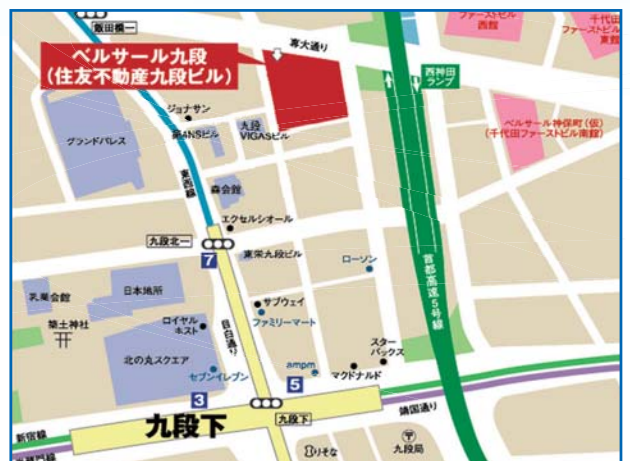 飯田橋一
専大通り
ファーストビル
西館
千代田
ファーストビル
東館
ベルサール九段
(住友不動産九段ビル)
西神田
ランプ
ジョナサン
グランドパレス
第4NSビル
九段
VIGASビル
ベルサール神保町(仮)
(千代田ファーストビル南館)
東西線
森会館
エクセルシオール
九段北一
7
東栄九段ビル
ローソン
首都高速5号線
乳業会館
日本地所
サブウェイ
ファミリーマート
築土神社
ロイヤル
ホスト
目白通り
スター
バックス
北の丸スクエア
セブンイレブン
ampm
マクドナルド
5
3
九段下
九段下
靖国通り
新宿線
りそな
九段局